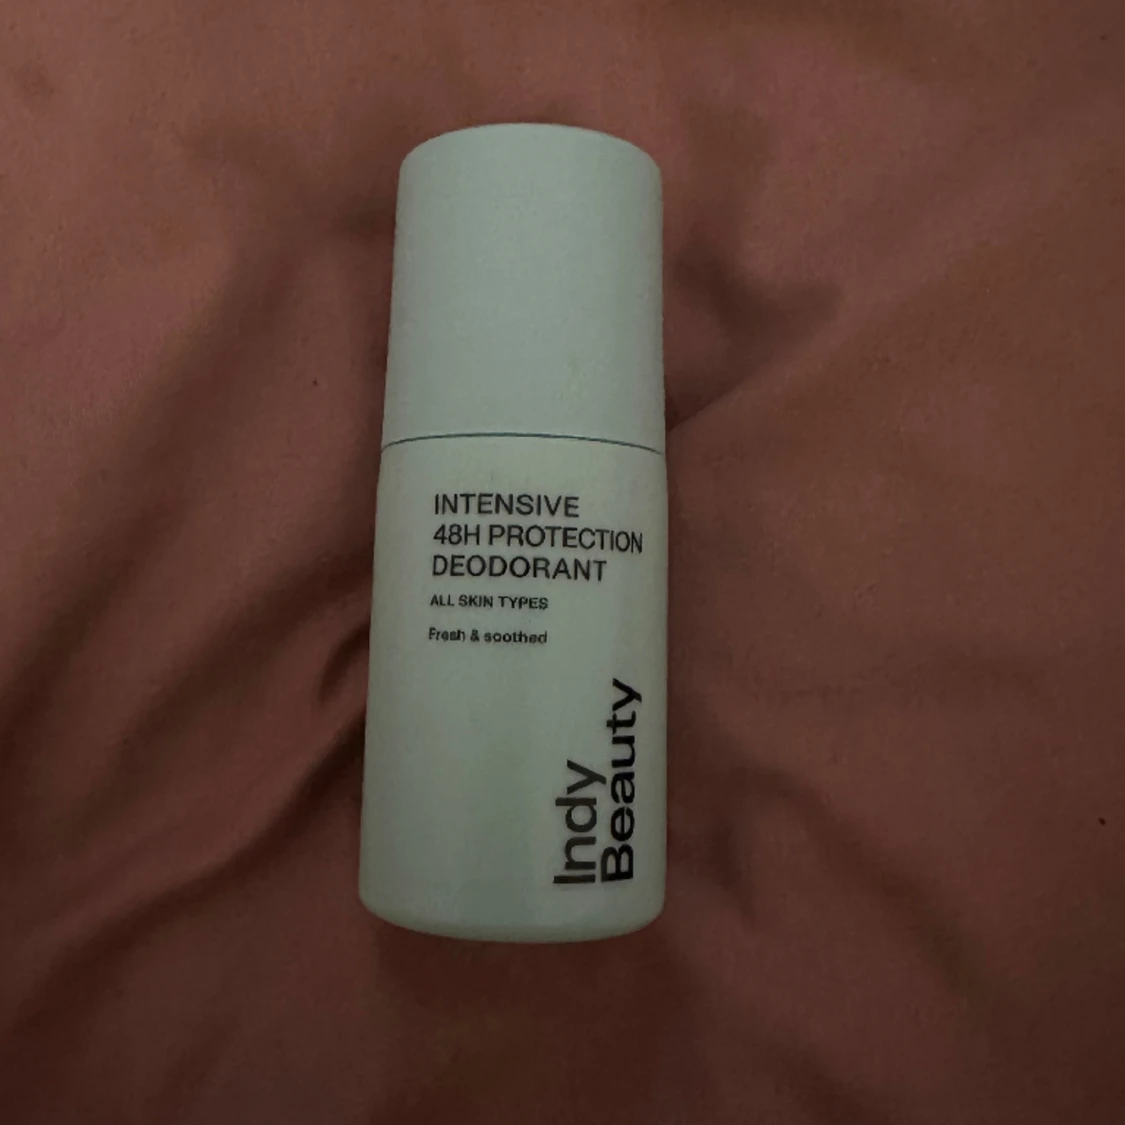 INTENSIVE
48H PROTECTION
DEODORANT
ALL SKIN TYPES
Fresh & soothed
Indy
Beauty